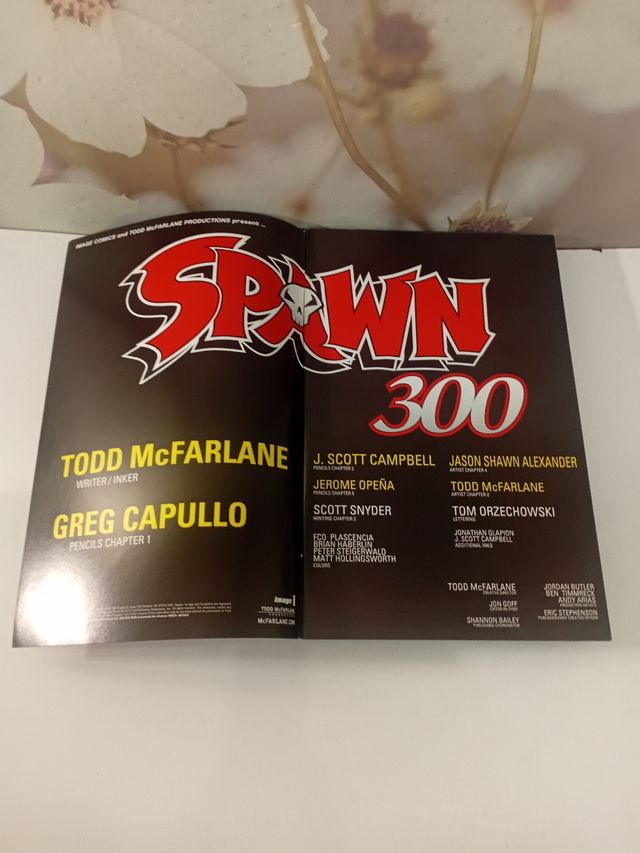 IMAGE COMICS and TODD McFARLANE PRODUCTIONS present ...
SPAWN
300
TODD McFARLANE
WRITER / INKER
GREG CAPULLO
PENCILS CHAPTER 1
J. SCOTT CAMPBELL
PENCILS CHAPTER 3
JEROME OPEÑA
PENCILS CHAPTER 5
SCOTT SNYDER
WRITING CHAPTER 2
FCO PLASCENCIA
BRIAN HABERLIN
PETER STEIGERWALD
MATT HOLLINGSWORTH
COLORS
JASON SHAWN ALEXANDER
ARTIST CHAPTER 4
TODD McFARLANE
ARTIST CHAPTER 2
TOM ORZECHOWSKI
LETTERING
JONATHAN GLAPION
J. SCOTT CAMPBELL
ADDITIONAL INKS
TODD McFARLANE
CREATIVE DIRECTOR
JON GOFF
EDITOR-IN-CHIEF
SHANNON BAILEY
PUBLISHING COORDINATOR
JORDAN BUTLER
BEN TIMMRECK
ANDY ARIAS
PRODUCTION ARTISTS
ERIC STEPHENSON
PUBLISHER/CHIEF CREATIVE OFFICER
image
TODD McFARLANE
McFARLANE.COM